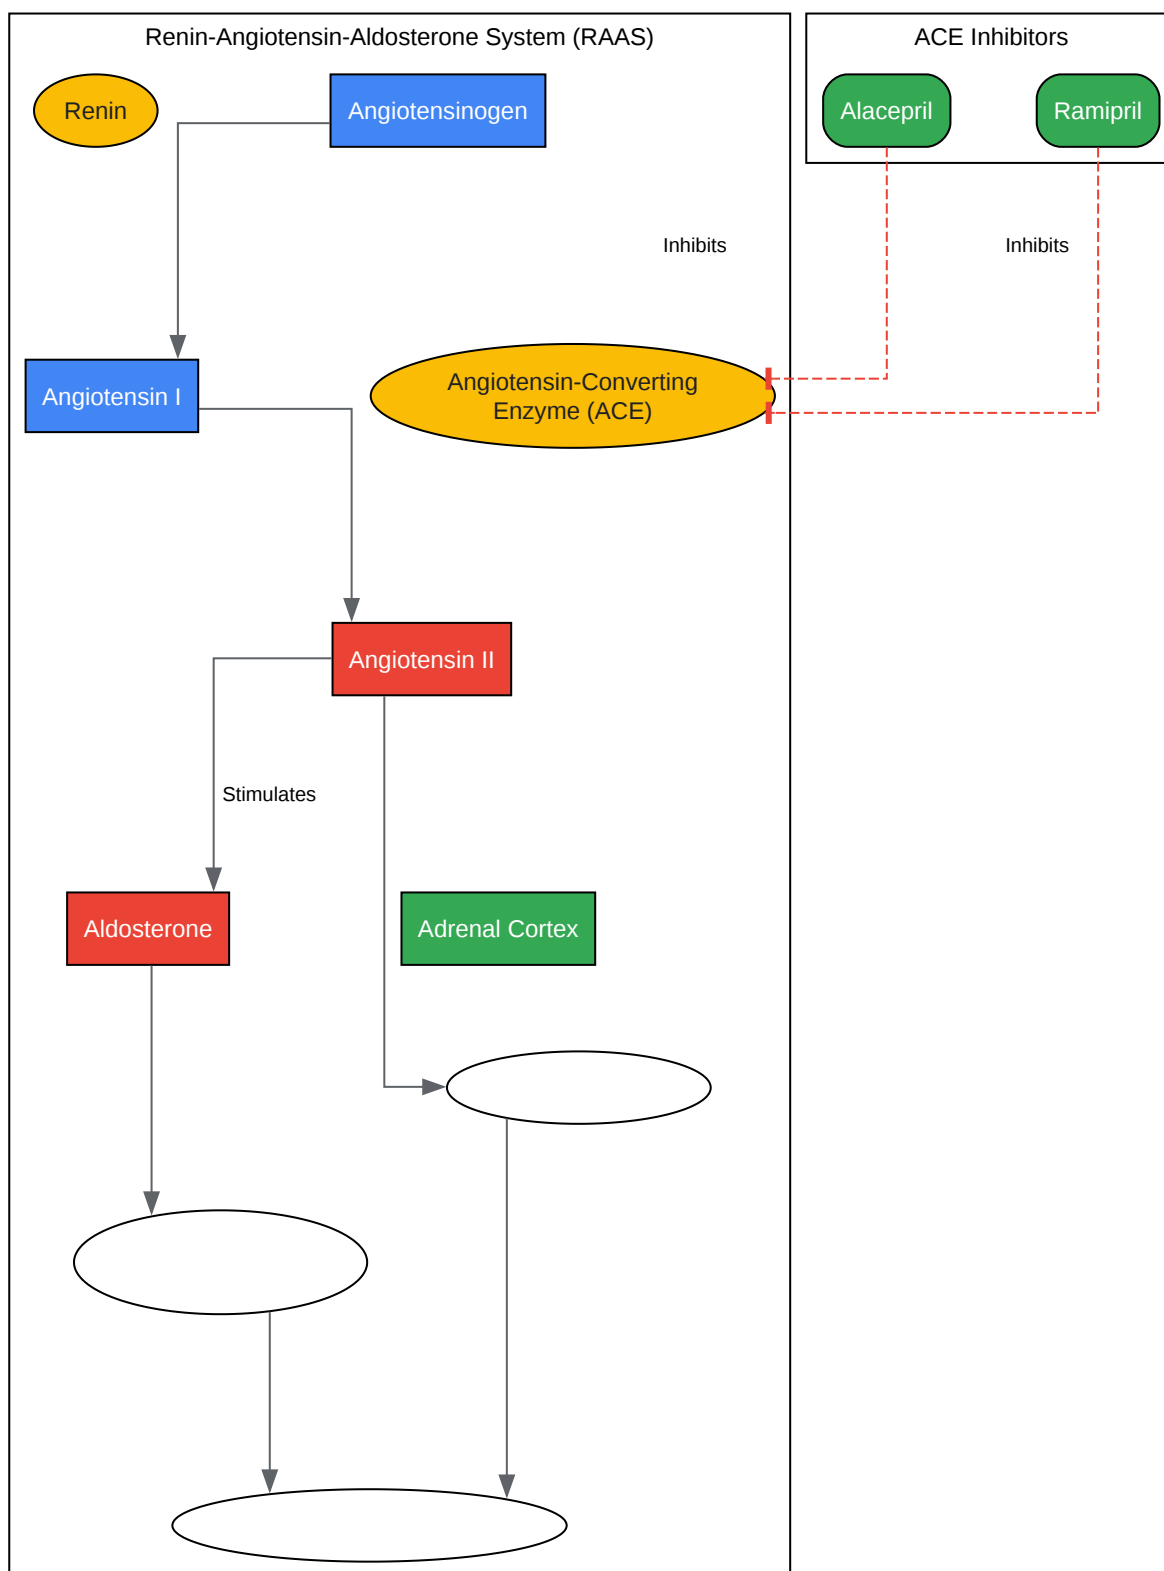 Renin-Angiotensin-Aldosterone System (RAAS)
ACE Inhibitors
Renin
Angiotensinogen
Alacepril
Ramipril
Inhibits
Inhibits
Angiotensin I
Angiotensin-Converting
Enzyme (ACE)
Angiotensin II
Stimulates
Aldosterone
Adrenal Cortex